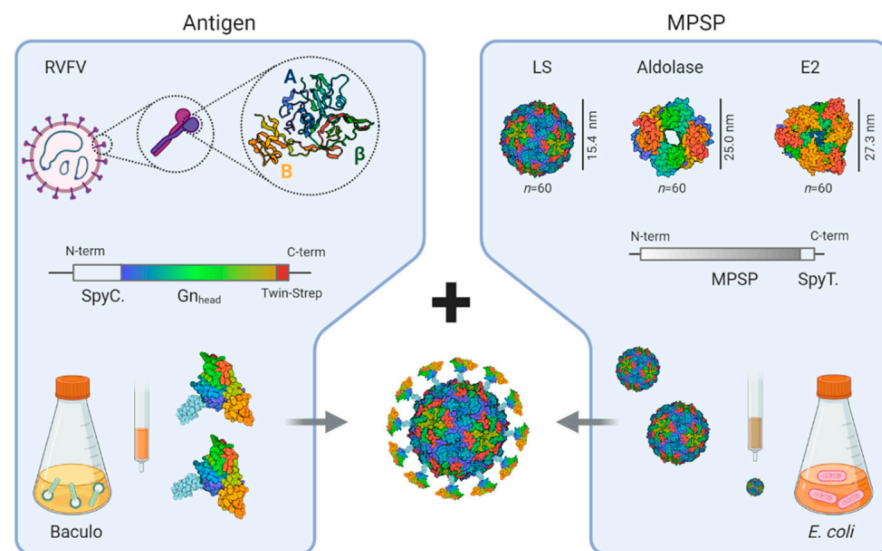 Antigen
MPSP
RVFV
A
B
β
LS
Aldolase
E2
15.4 nm
25.0 nm
27.3 nm
n=60
n=60
n=60
N-term
C-term
SpyC.
Gnhead
Twin-Strep
N-term
C-term
MPSP
SpyT.
+
Baculo
E. coli